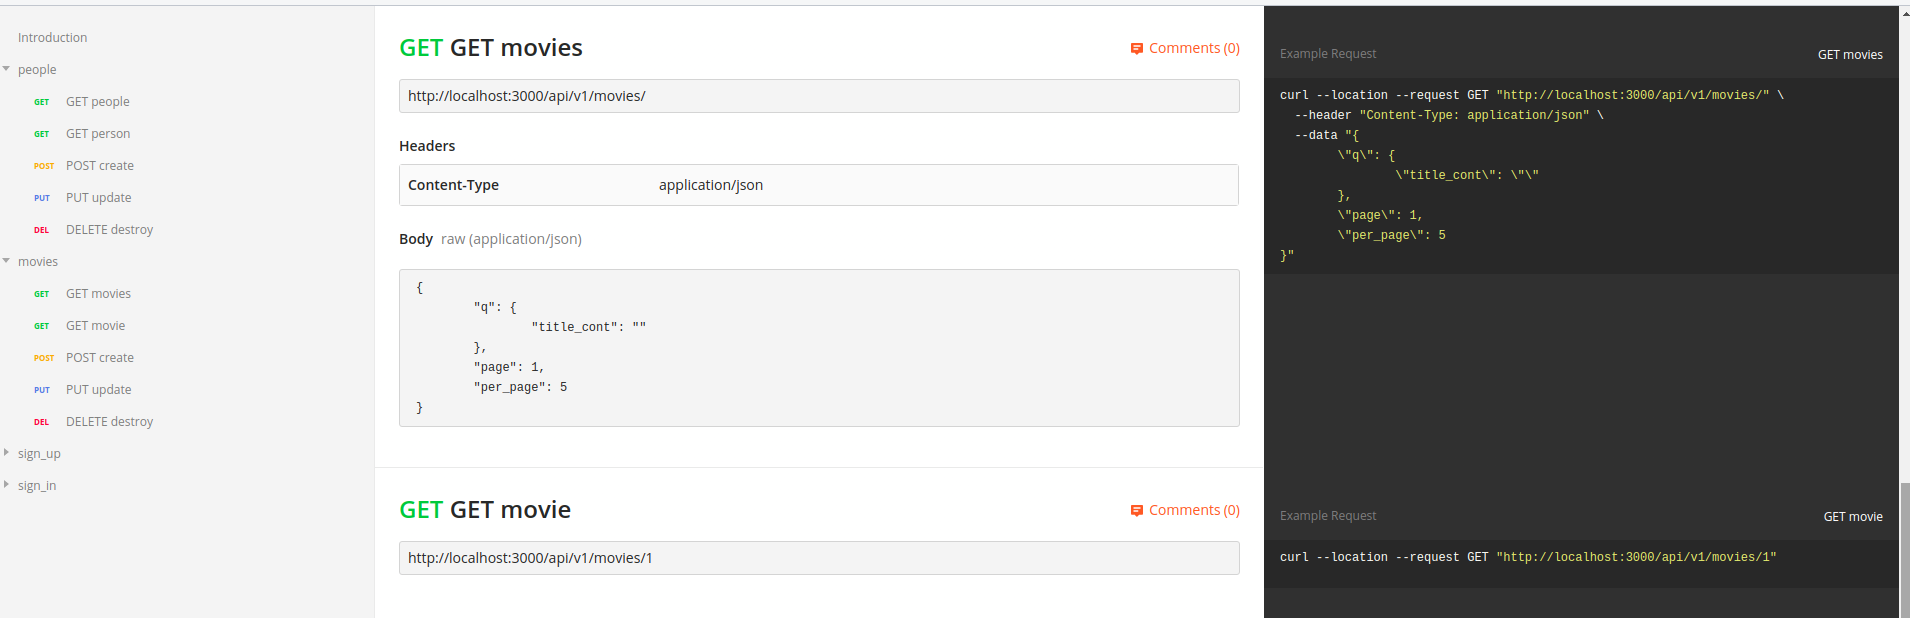 Introduction
people
GET GET people
GET GET person
POST POST create
PUT PUT update
DEL DELETE destroy
movies
GET GET movies
GET GET movie
POST POST create
PUT PUT update
DEL DELETE destroy
sign_up
sign_in
GET GET movies
Comments (0)
http://localhost:3000/api/v1/movies/
Headers
Content-Type application/json
Body raw (application/json)
{
"q": {
"title_cont": ""
},
"page": 1,
"per_page": 5
}
GET GET movie
Comments (0)
http://localhost:3000/api/v1/movies/1
Example Request GET movies
curl --location --request GET "http://localhost:3000/api/v1/movies/" \
--header "Content-Type: application/json" \
--data "{
\"q\": {
\"title_cont\": \"\"
},
\"page\": 1,
\"per_page\": 5
}"
Example Request GET movie
curl --location --request GET "http://localhost:3000/api/v1/movies/1"